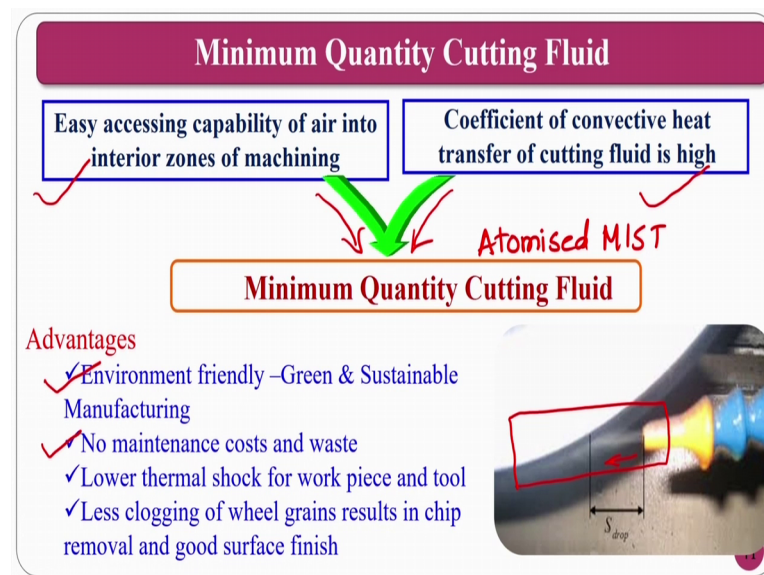 Minimum Quantity Cutting Fluid
Easy accessing capability of air into
interior zones of machining
Coefficient of convective heat
transfer of cutting fluid is high
Atomised MIST
Minimum Quantity Cutting Fluid
Advantages
✓Environment friendly –Green & Sustainable
Manufacturing
✓No maintenance costs and waste
✓Lower thermal shock for work piece and tool
✓Less clogging of wheel grains results in chip
removal and good surface finish
S drop